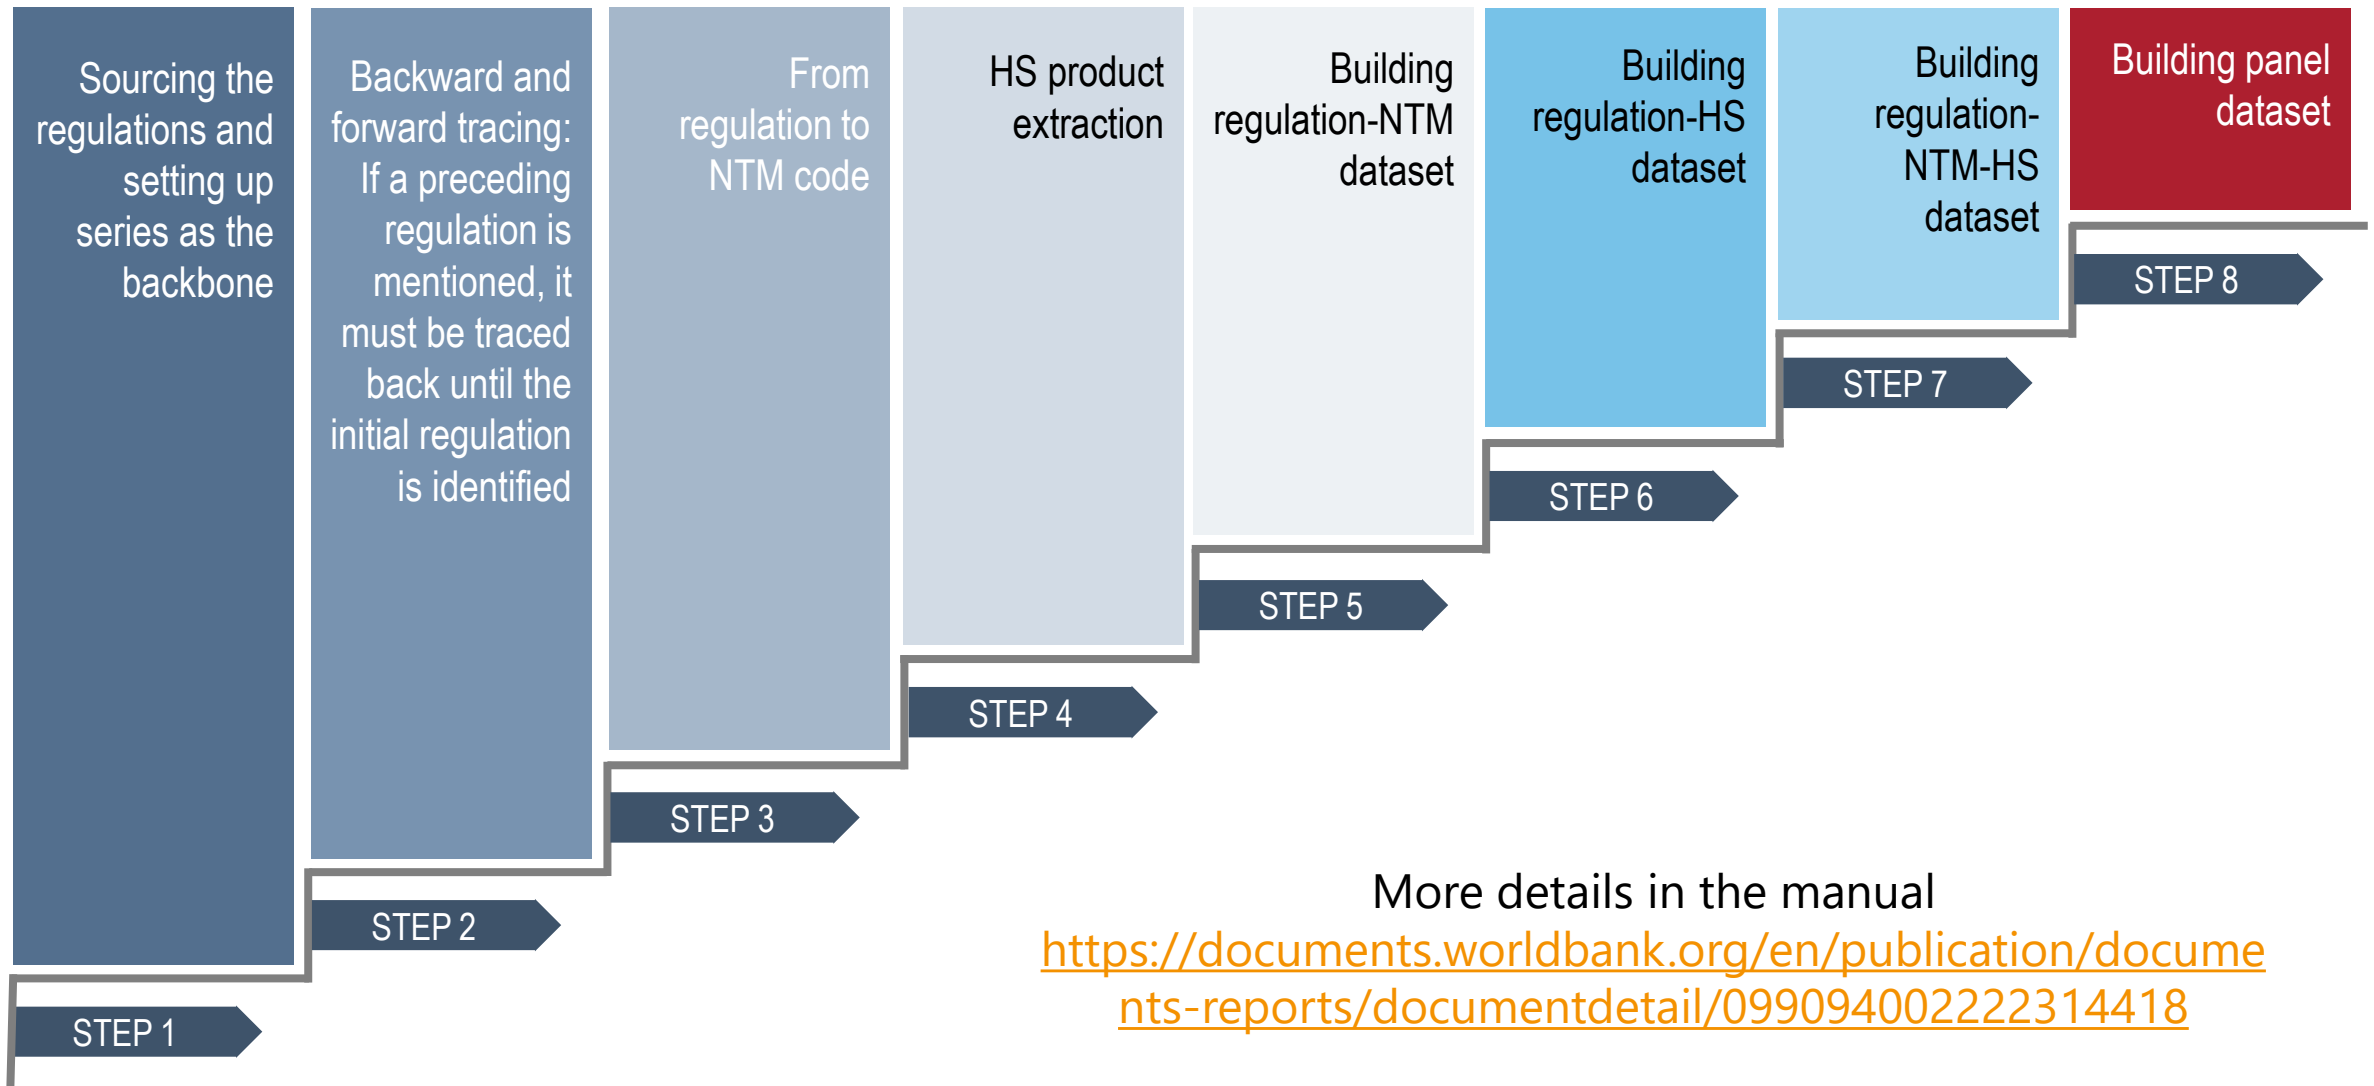 Sourcing the
regulations and
setting up
series as the
backbone
STEP 1
Backward and
forward tracing:
If a preceding
regulation is
mentioned, it
must be traced
back until the
initial regulation
is identified
STEP 2
From
regulation to
NTM code
STEP 3
HS product
extraction
STEP 4
Building
regulation-NTM
dataset
STEP 5
Building
regulation-HS
dataset
STEP 6
Building
regulation-
NTM-HS
dataset
STEP 7
Building panel
dataset
STEP 8
More details in the manual
https://documents.worldbank.org/en/publication/docume
nts-reports/documentdetail/099094002222314418